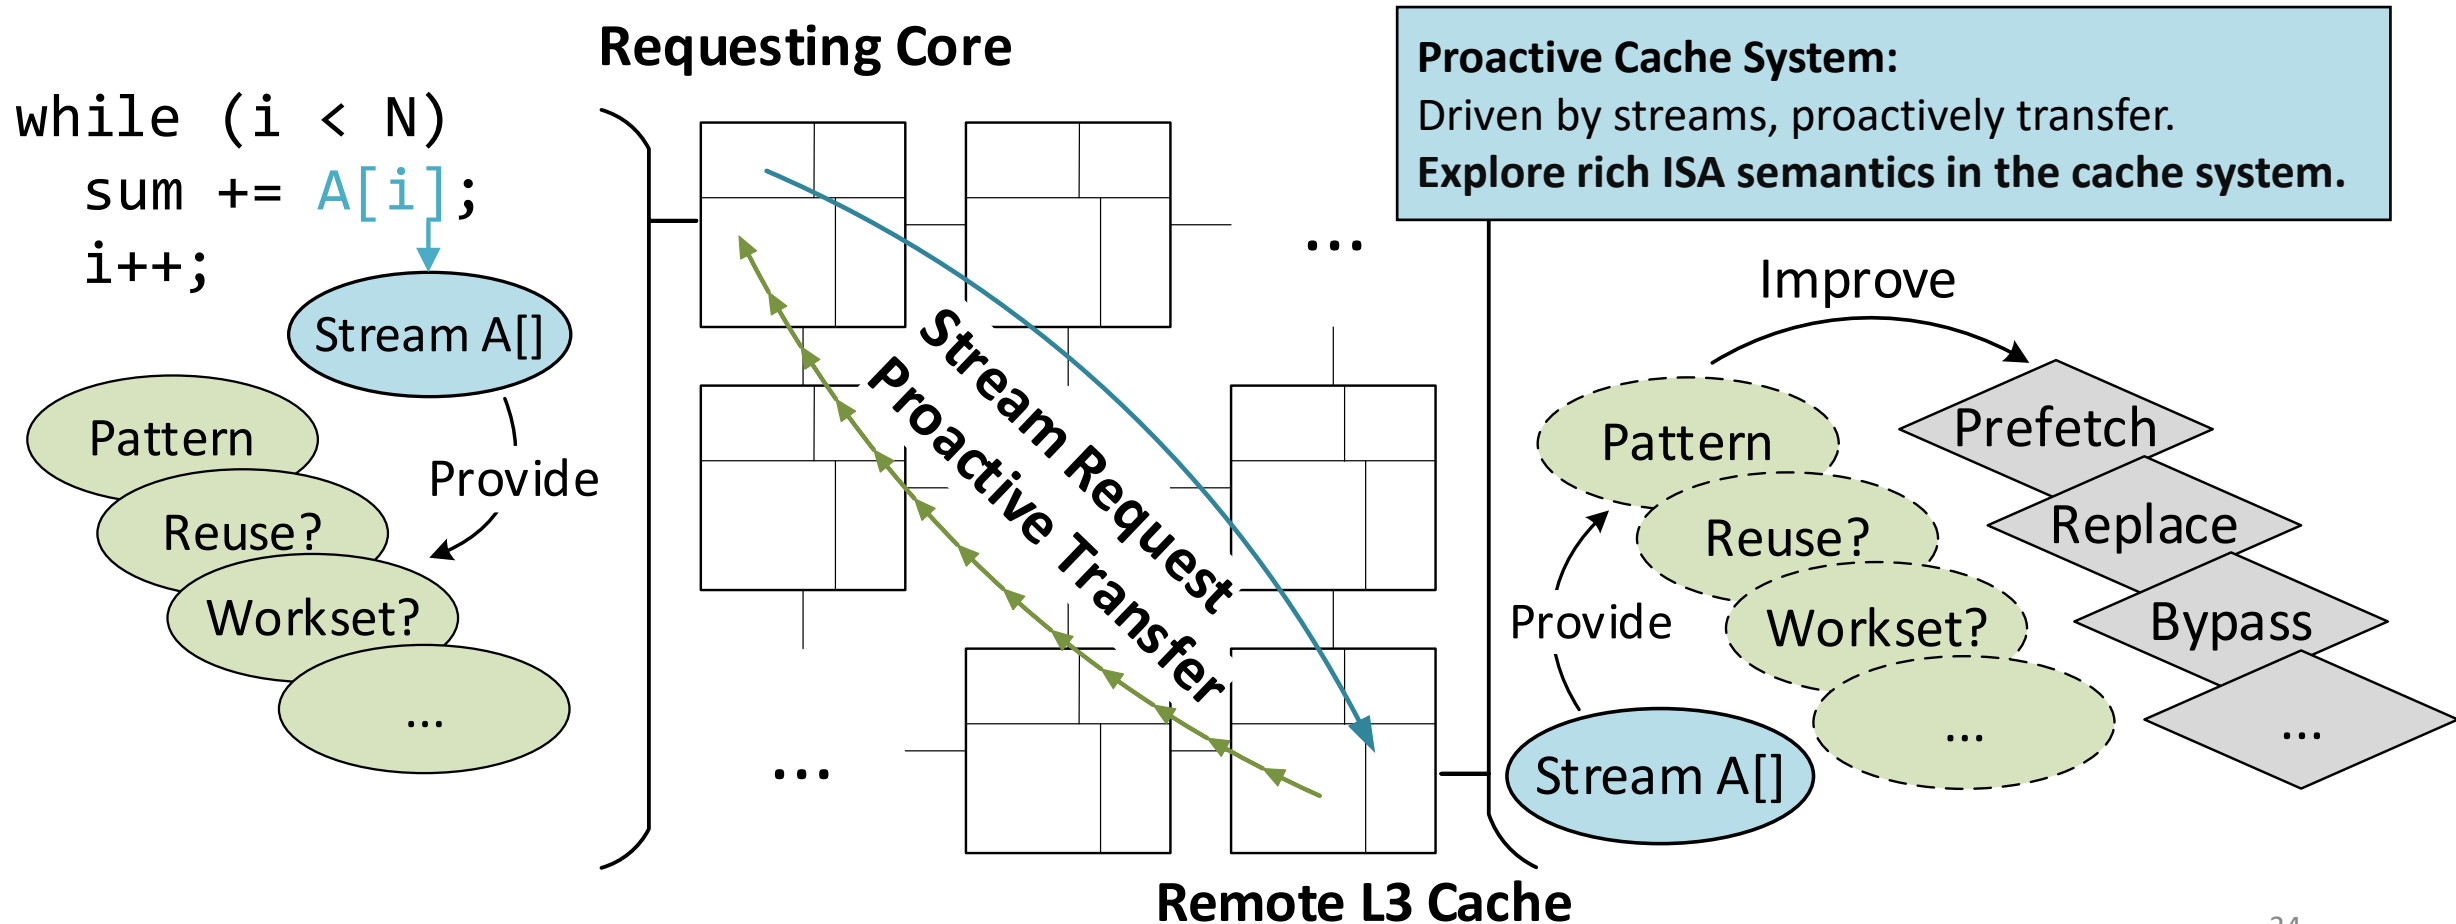 Requesting Core
Proactive Cache System:
Driven by streams, proactively transfer.
Explore rich ISA semantics in the cache system.
while (i < N)
sum += A[i];
i++;
Stream A[]
Pattern
Provide
Reuse?
Workset?
...
...
Stream Request
Proactive Transfer
...
Improve
Pattern
Reuse?
Workset?
...
Prefetch
Replace
Bypass
...
Provide
Stream A[]
Remote L3 Cache